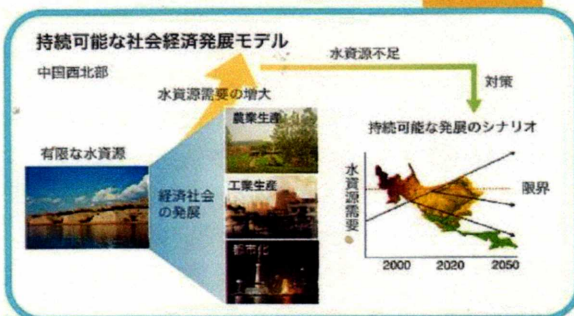 持続可能な社会経済発展モデル
中国西北部
水資源不足
対策
水資源需要の増大
農業生産
持続可能な発展のシナリオ
有限な水資源
経済社会
の発展
工業生産
水資源需要
限界
都市
2000 2020 2050